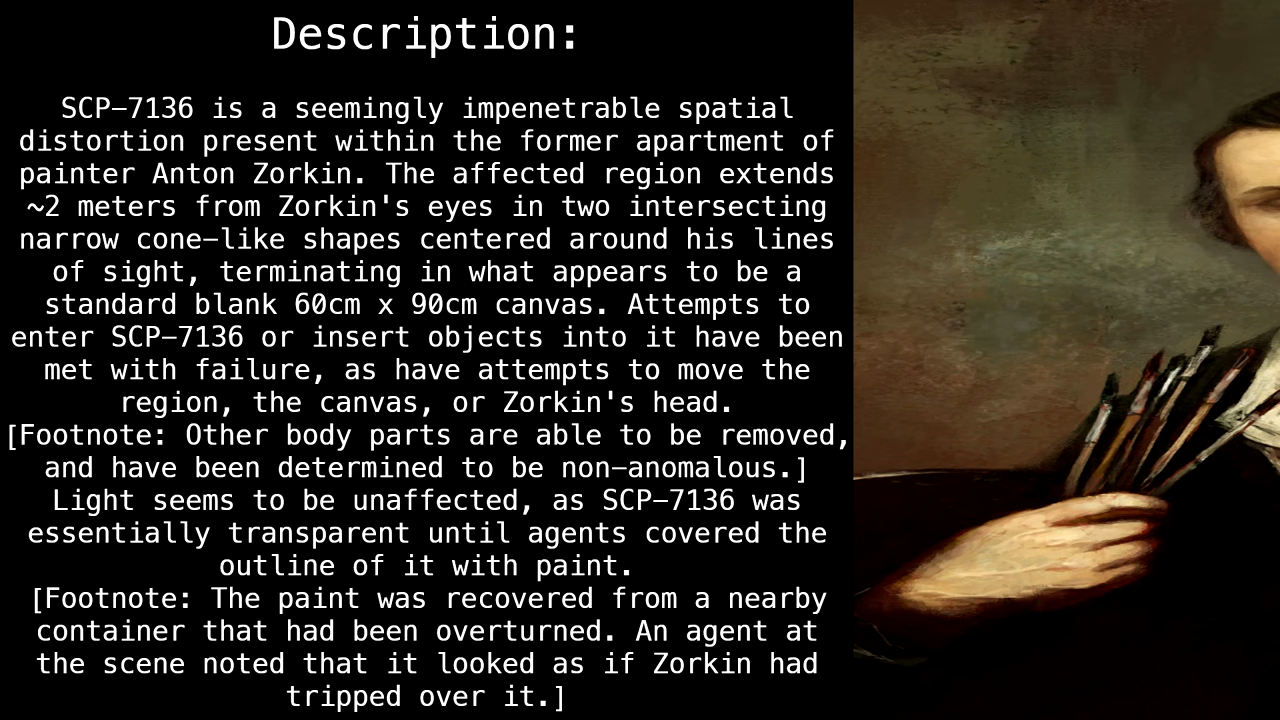 Description:
SCP-7136 is a seemingly impenetrable spatial
distortion present within the former apartment of
painter Anton Zorkin. The affected region extends
~2 meters from Zorkin's eyes in two intersecting
narrow cone-like shapes centered around his lines
of sight, terminating in what appears to be a
standard blank 60cm x 90cm canvas. Attempts to
enter SCP-7136 or insert objects into it have been
met with failure, as have attempts to move the
region, the canvas, or Zorkin's head.
[Footnote: Other body parts are able to be removed,
and have been determined to be non-anomalous.]
Light seems to be unaffected, as SCP-7136 was
essentially transparent until agents covered the
outline of it with paint.
[Footnote: The paint was recovered from a nearby
container that had been overturned. An agent at
the scene noted that it looked as if Zorkin had
tripped over it.]